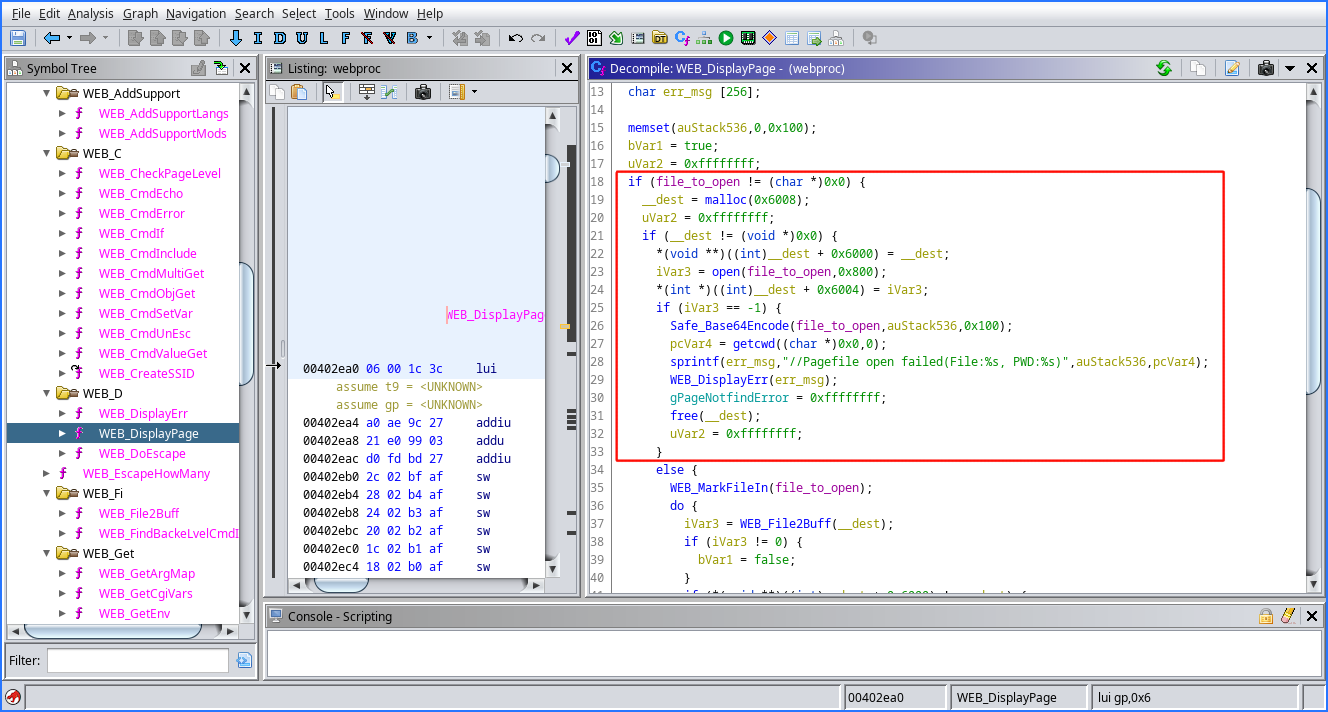 File Edit Analysis Graph Navigation Search Select Tools Window Help
I D U L F B
Symbol Tree
WEB_AddSupport
WEB_AddSupportLangs
WEB_AddSupportMods
WEB_C
WEB_CheckPageLevel
WEB_CmdEcho
WEB_CmdError
WEB_CmdIf
WEB_CmdInclude
WEB_CmdMultiGet
WEB_CmdObjGet
WEB_CmdSetVar
WEB_CmdUnEsc
WEB_CmdValueGet
WEB_CreateSSID
WEB_D
WEB_DisplayErr
WEB_DisplayPage
WEB_DoEscape
WEB_EscapeHowMany
WEB_Fi
WEB_File2Buff
WEB_FindBackeLvelCmdI
WEB_Get
WEB_GetArgMap
WEB_GetCgiVars
WEB_GetEnv
Filter:
Listing: webproc
WEB_DisplayPag
00402ea0 06 00 1c 3c lui
assume t9 = <UNKNOWN>
assume gp = <UNKNOWN>
00402ea4 a0 ae 9c 27 addiu
00402ea8 21 e0 99 03 addu
00402eac d0 fd bd 27 addiu
00402eb0 2c 02 bf af sw
00402eb4 28 02 b4 af sw
00402eb8 24 02 b3 af sw
00402ebc 20 02 b2 af sw
00402ec0 1c 02 b1 af sw
00402ec4 18 02 b0 af sw
Decompile: WEB_DisplayPage - (webproc)
13 char err_msg [256];
14
15 memset(auStack536,0,0x100);
16 bVar1 = true;
17 uVar2 = 0xffffffff;
18 if (file_to_open != (char *)0x0) {
19 __dest = malloc(0x6008);
20 uVar2 = 0xffffffff;
21 if (__dest != (void *)0x0) {
22 *(void **)((int)__dest + 0x6000) = __dest;
23 iVar3 = open(file_to_open,0x800);
24 *(int *)((int)__dest + 0x6004) = iVar3;
25 if (iVar3 == -1) {
26 Safe_Base64Encode(file_to_open,auStack536,0x100);
27 pcVar4 = getcwd((char *)0x0,0);
28 sprintf(err_msg,"//Pagefile open failed(File:%s, PWD:%s)",auStack536,pcVar4);
29 WEB_DisplayErr(err_msg);
30 gPageNotfindError = 0xffffffff;
31 free(__dest);
32 uVar2 = 0xffffffff;
33 }
34 else {
35 WEB_MarkFileIn(file_to_open);
36 do {
37 iVar3 = WEB_File2Buff(__dest);
38 if (iVar3 != 0) {
39 bVar1 = false;
40 }
Console - Scripting
00402ea0
WEB_DisplayPage
lui gp,0x6